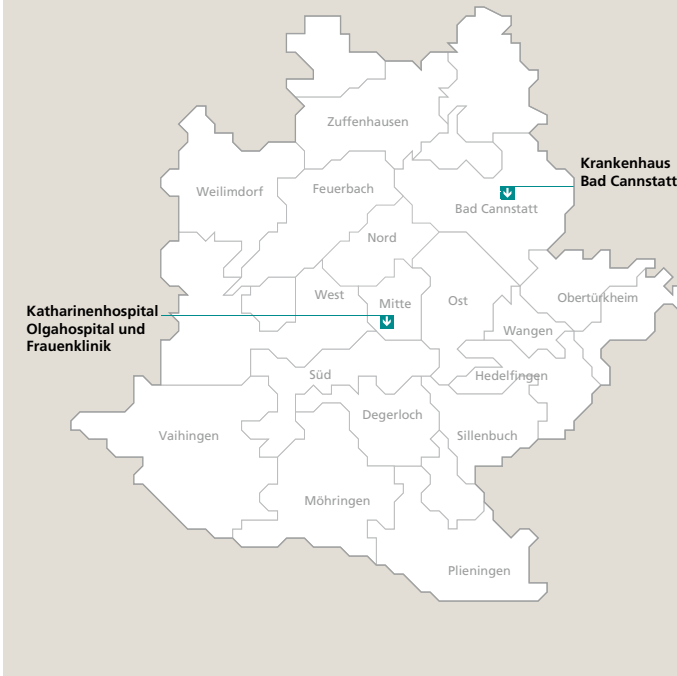 Zuffenhausen
Krankenhaus
Bad Cannstatt
Feuerbach
Weilimdorf
Bad Cannstatt
Nord
West
Mitte
Ost
Obertürkheim
Katharinenhospital
Olgahospital und
Frauenklinik
Wangen
Süd
Hedelfingen
Degerloch
Vaihingen
Sillenbuch
Möhringen
Plieningen